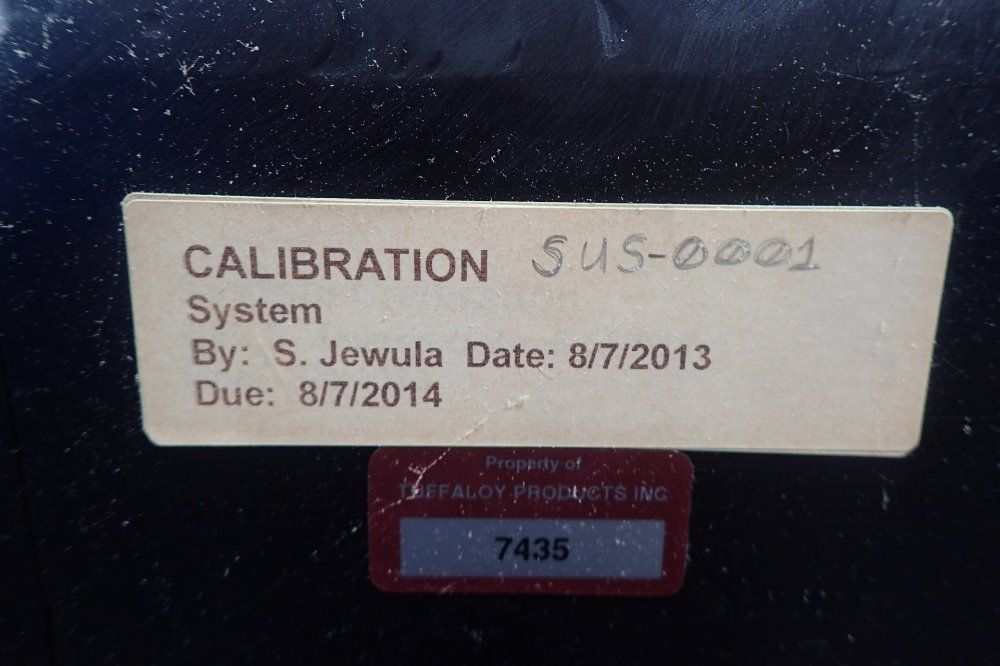 CALIBRATION SUS-0001
System
By: S. Jewula Date: 8/7/2013
Due: 8/7/2014
Property of
TUFFALOY PRODUCTS INC
7435